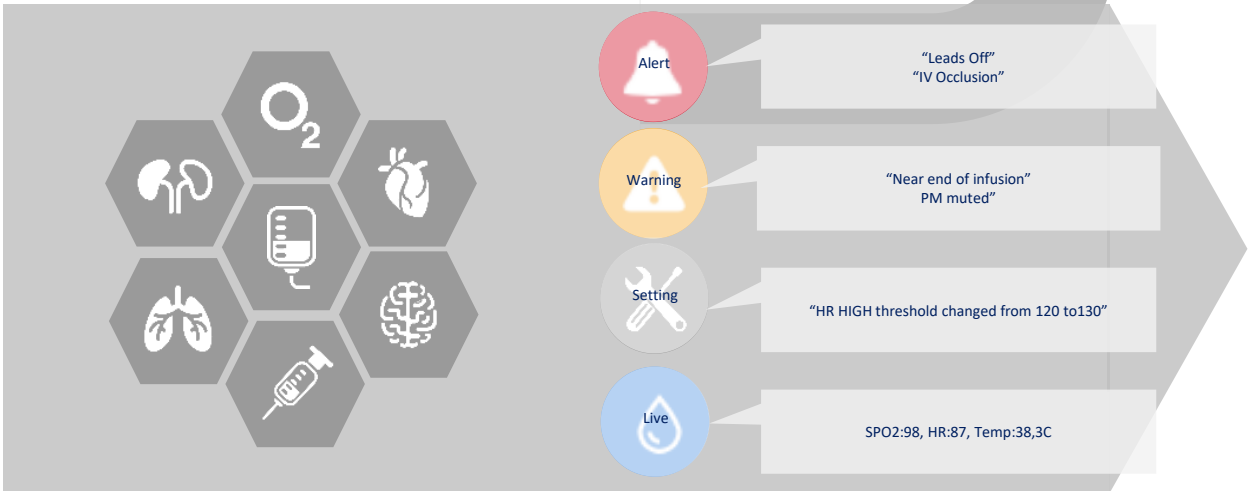 O2
Alert
“Leads Off”
“IV Occlusion”
Warning
“Near end of infusion”
PM muted”
Setting
“HR HIGH threshold changed from 120 to130”
Live
SPO2:98, HR:87, Temp:38,3C